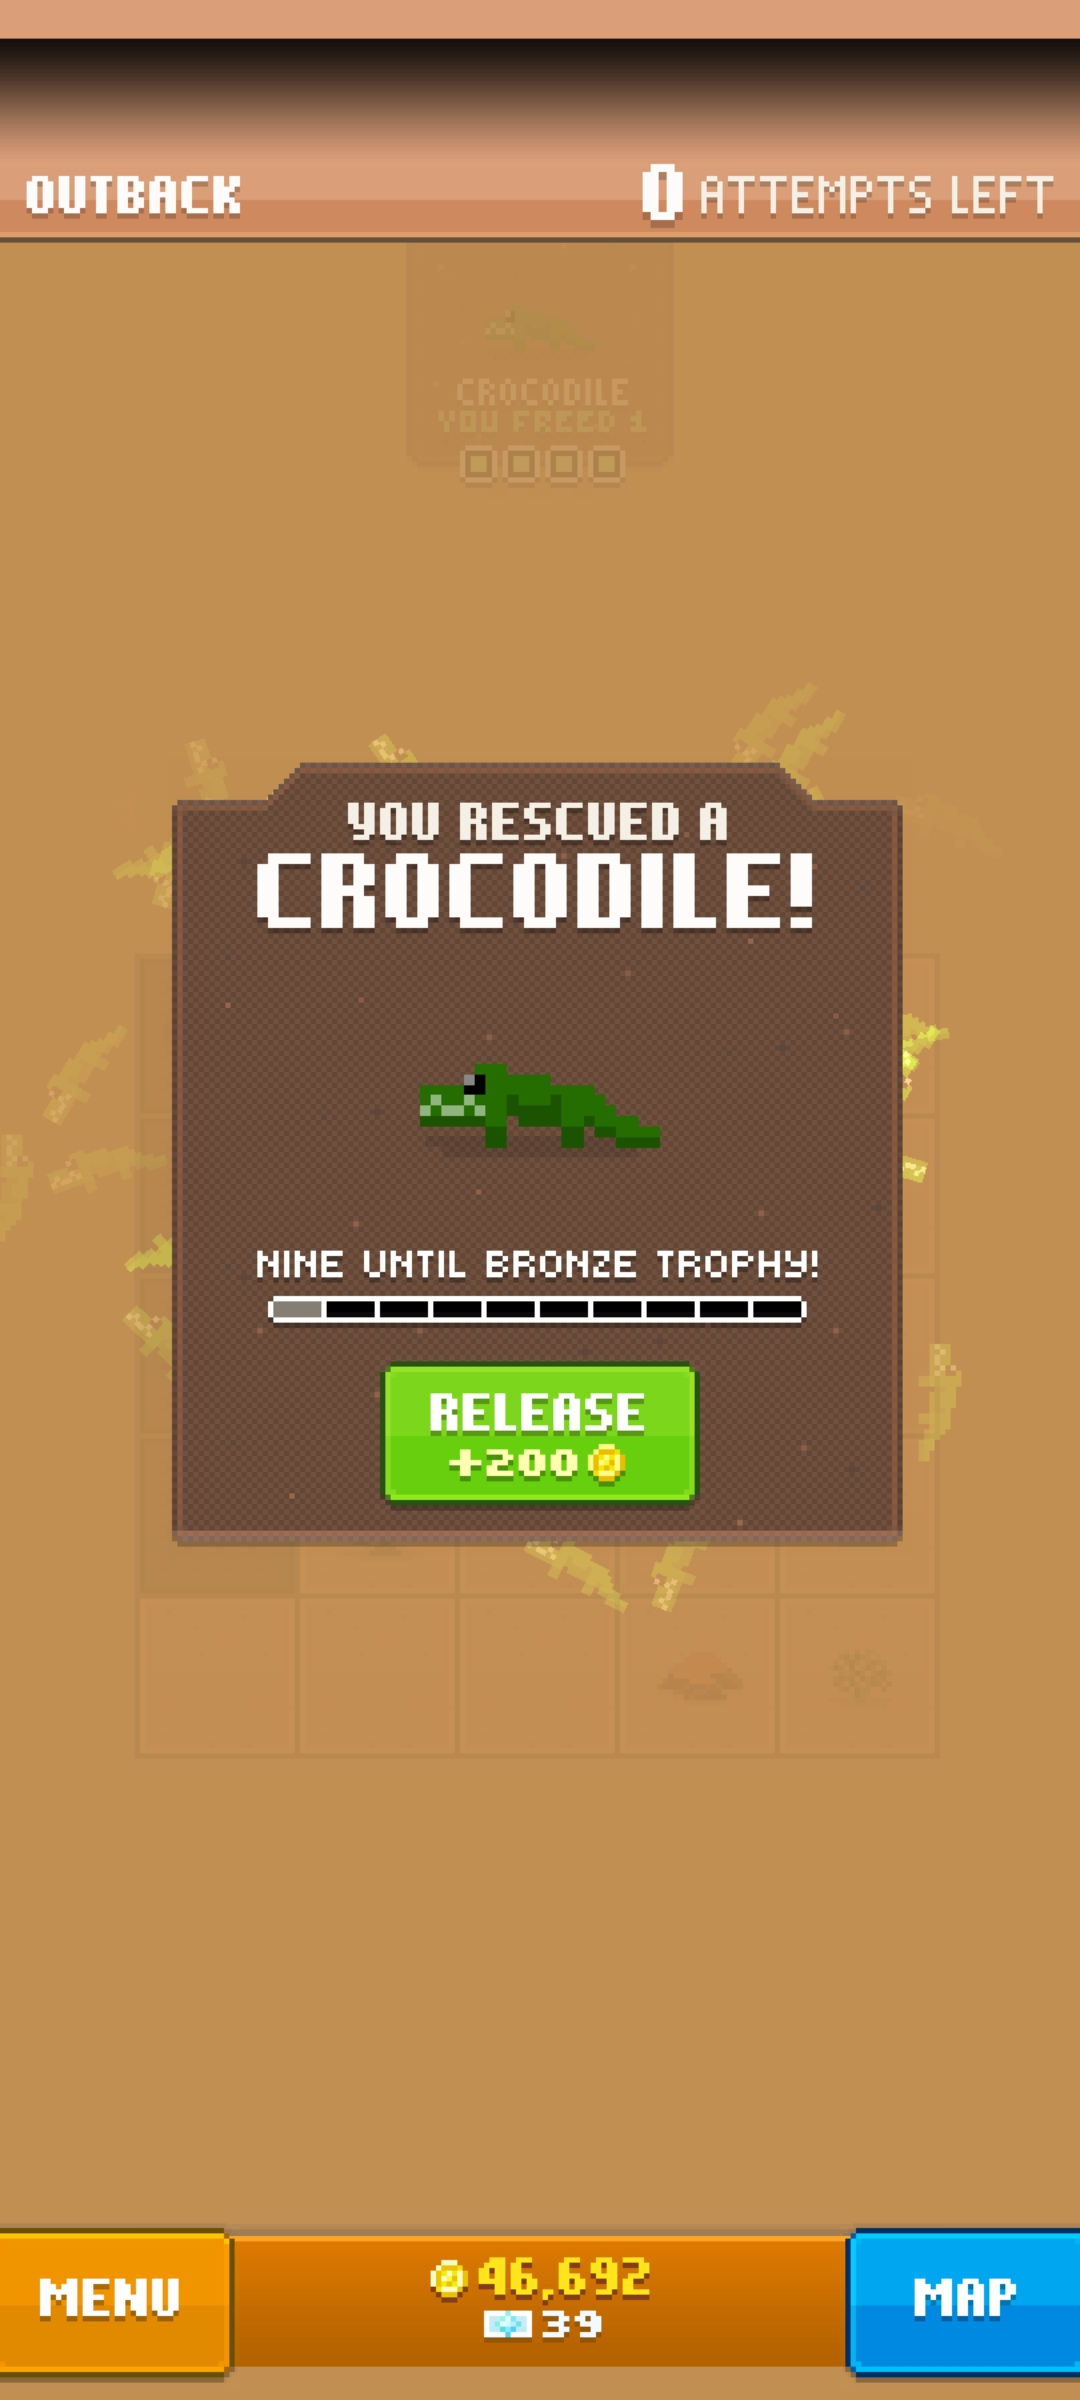 OUTBACK
0 ATTEMPTS LEFT
CROCODILE
YOU FREED 1
YOU RESCUED A
CROCODILE!
NINE UNTIL BRONZE TROPHY!
RELEASE
+200
MENU
46,692
39
MAP